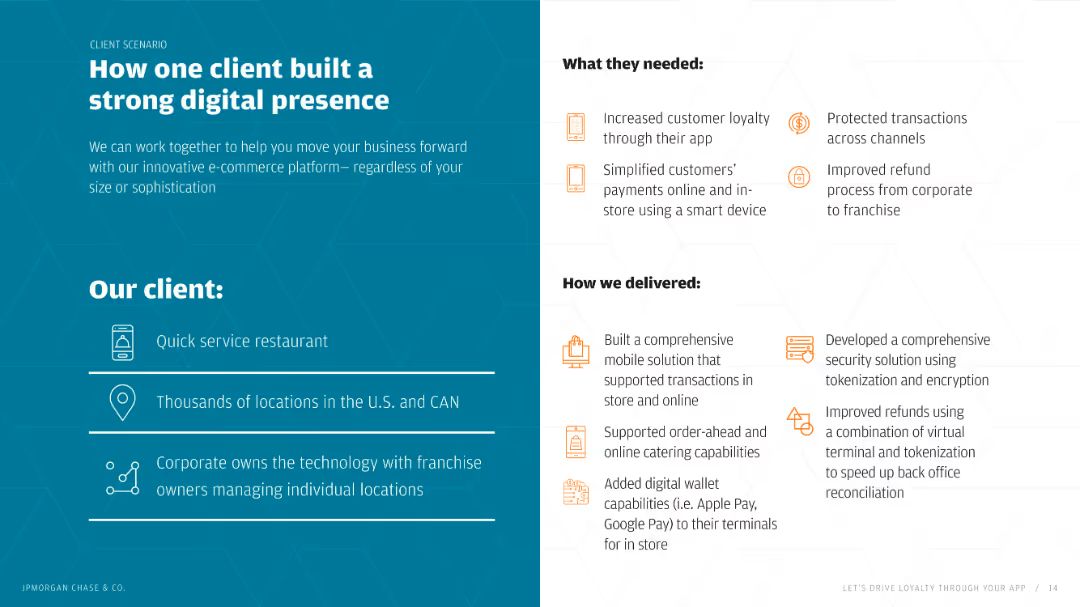 CLIENT SCENARIO
How one client built a
strong digital presence
We can work together to help you move your business forward
with our innovative e-commerce platform— regardless of your
size or sophistication
Our client:
Quick service restaurant
Thousands of locations in the U.S. and CAN
Corporate owns the technology with franchise
owners managing individual locations
What they needed:
Increased customer loyalty
through their app
Simplified customers’
payments online and in-
store using a smart device
Protected transactions
across channels
Improved refund
process from corporate
to franchise
How we delivered:
Built a comprehensive
mobile solution that
supported transactions in
store and online
Supported order-ahead and
online catering capabilities
Added digital wallet
capabilities (i.e. Apple Pay,
Google Pay) to their terminals
for in store
Developed a comprehensive
security solution using
tokenization and encryption
Improved refunds using
a combination of virtual
terminal and tokenization
to speed up back office
reconciliation
JPMORGAN CHASE & CO.
LET’S DRIVE LOYALTY THROUGH YOUR APP / 14